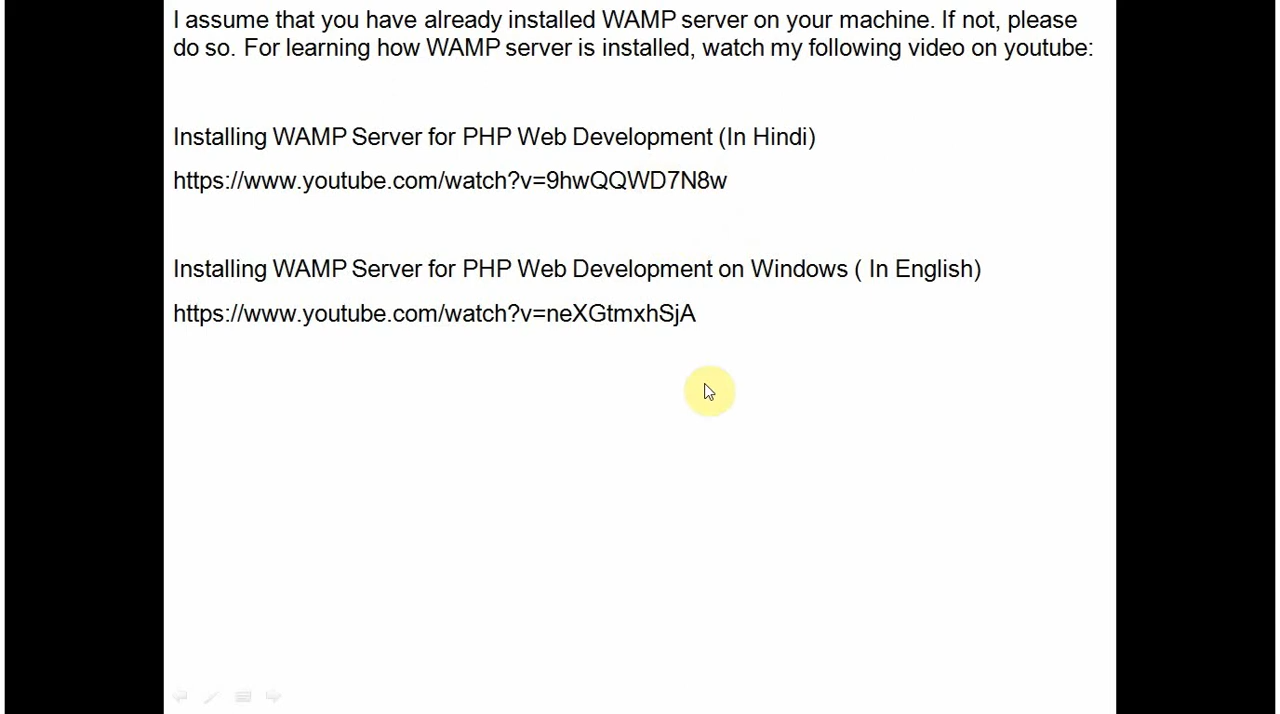 I assume that you have already installed WAMP server on your machine. If not, please
do so. For learning how WAMP server is installed, watch my following video on youtube:
Installing WAMP Server for PHP Web Development (In Hindi)
https://www.youtube.com/watch?v=9hwQQWD7N8w
Installing WAMP Server for PHP Web Development on Windows ( In English)
https://www.youtube.com/watch?v=neXGtmxhSjA